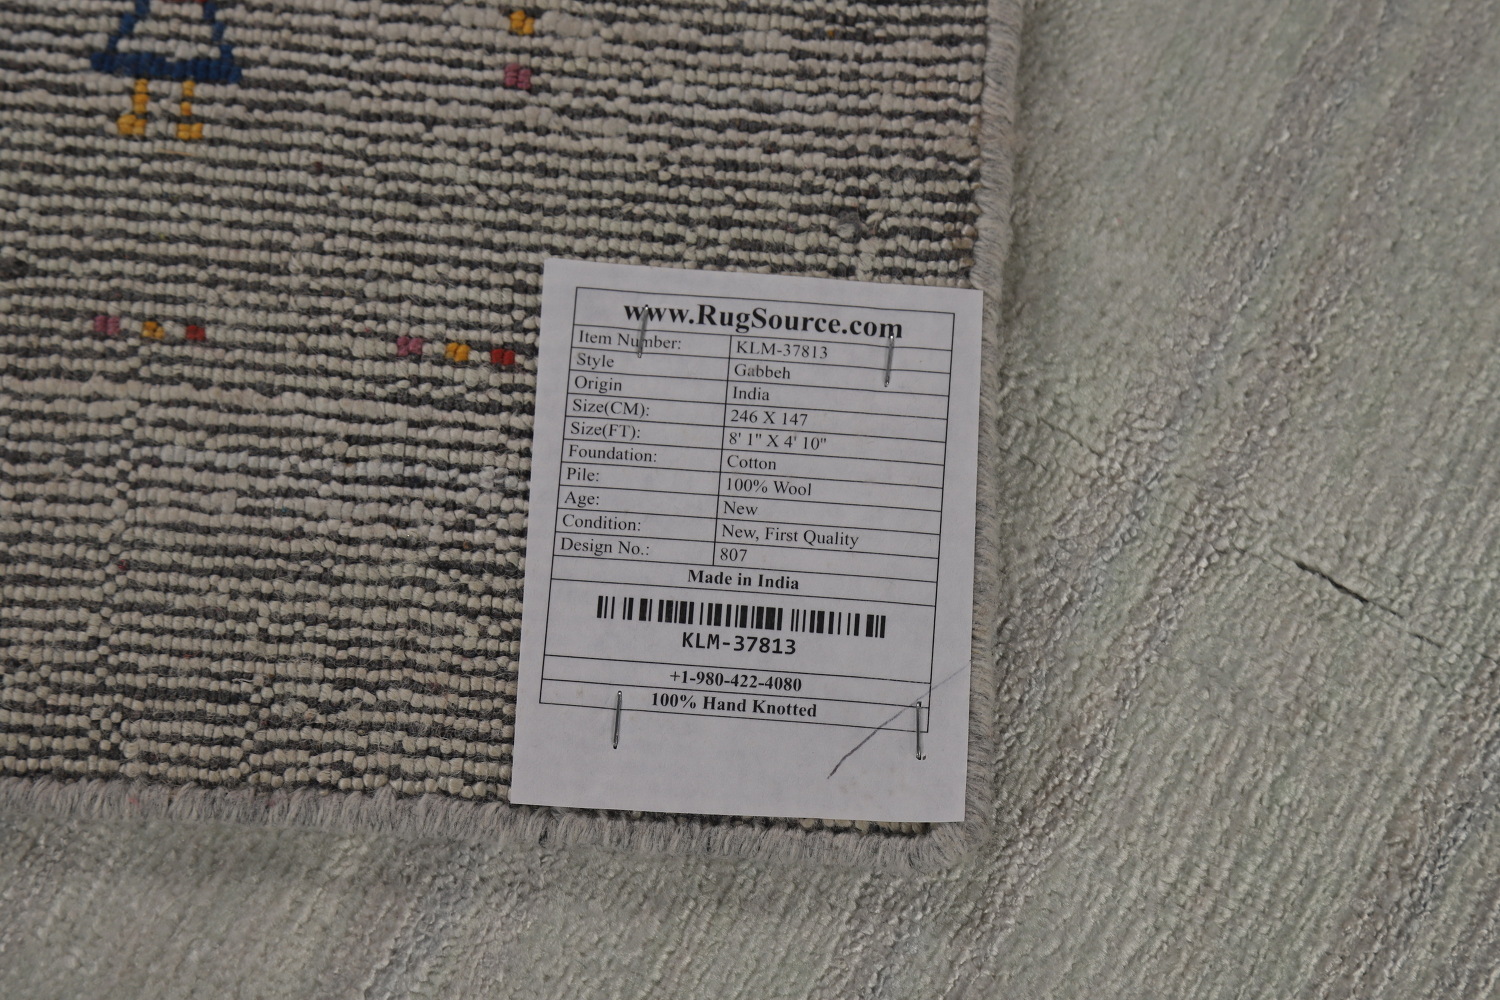 www.RugSource.com
Item Number: KLM-37813
Style Gabbeh
Origin India
Size(CM): 246 X 147
Size(FT): 8' 1" X 4' 10"
Foundation: Cotton
Pile: 100% Wool
Age: New
Condition: New, First Quality
Design No.: 807
Made in India
KLM-37813
+1-980-422-4080
100% Hand Knotted